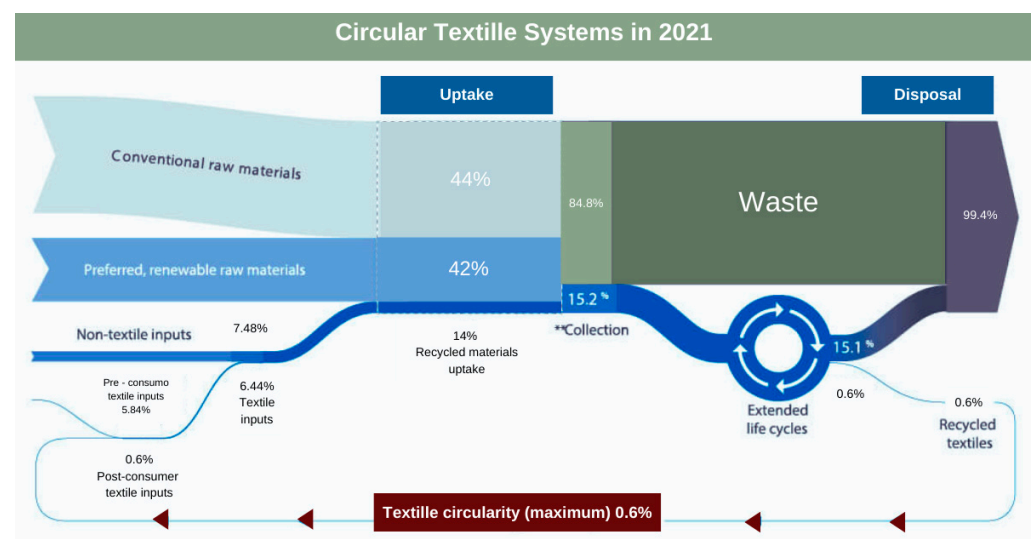 Circular Textille Systems in 2021
Uptake
Disposal
Conventional raw materials
44%
84.8%
Waste
99.4%
Preferred, renewable raw materials
42%
15.2 %
**Collection
Non-textile inputs
7.48%
14%
Recycled materials
uptake
15.1 %
Pre - consumo
textile inputs
5.84%
6.44%
Textile
inputs
0.6%
Extended
life cycles
0.6%
Recycled
textiles
0.6%
Post-consumer
textile inputs
Textille circularity (maximum) 0.6%